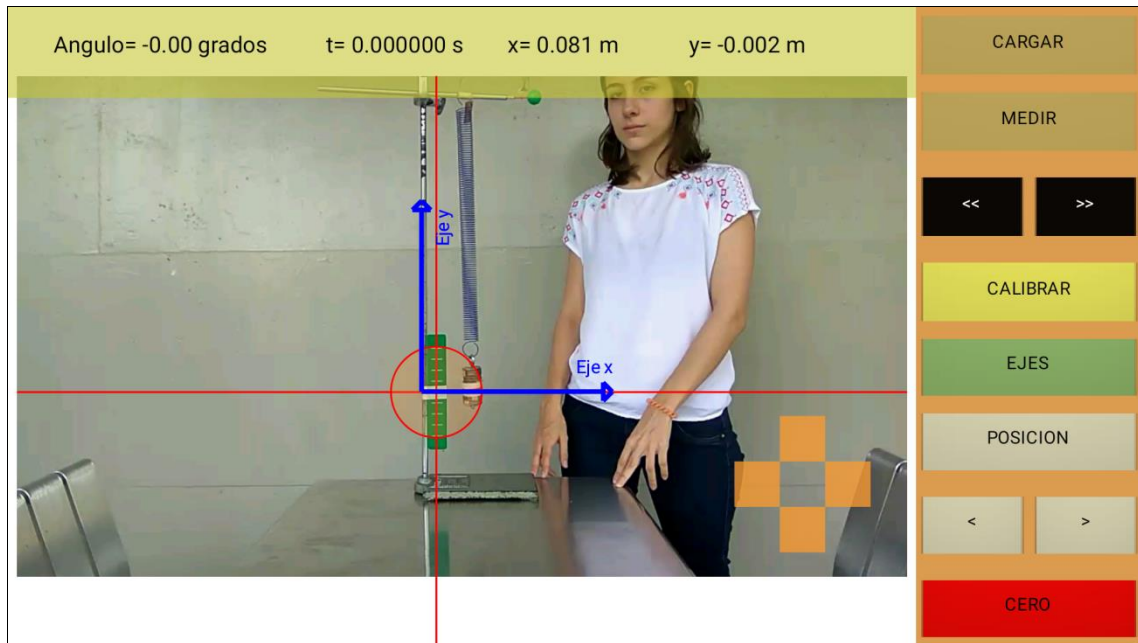 Angulo= -0.00 grados t= 0.000000 s x= 0.081 m y= -0.002 m
CARGAR
MEDIR
<< >>
Eje y
CALIBRAR
Eje x
EJES
POSICION
< >
CERO